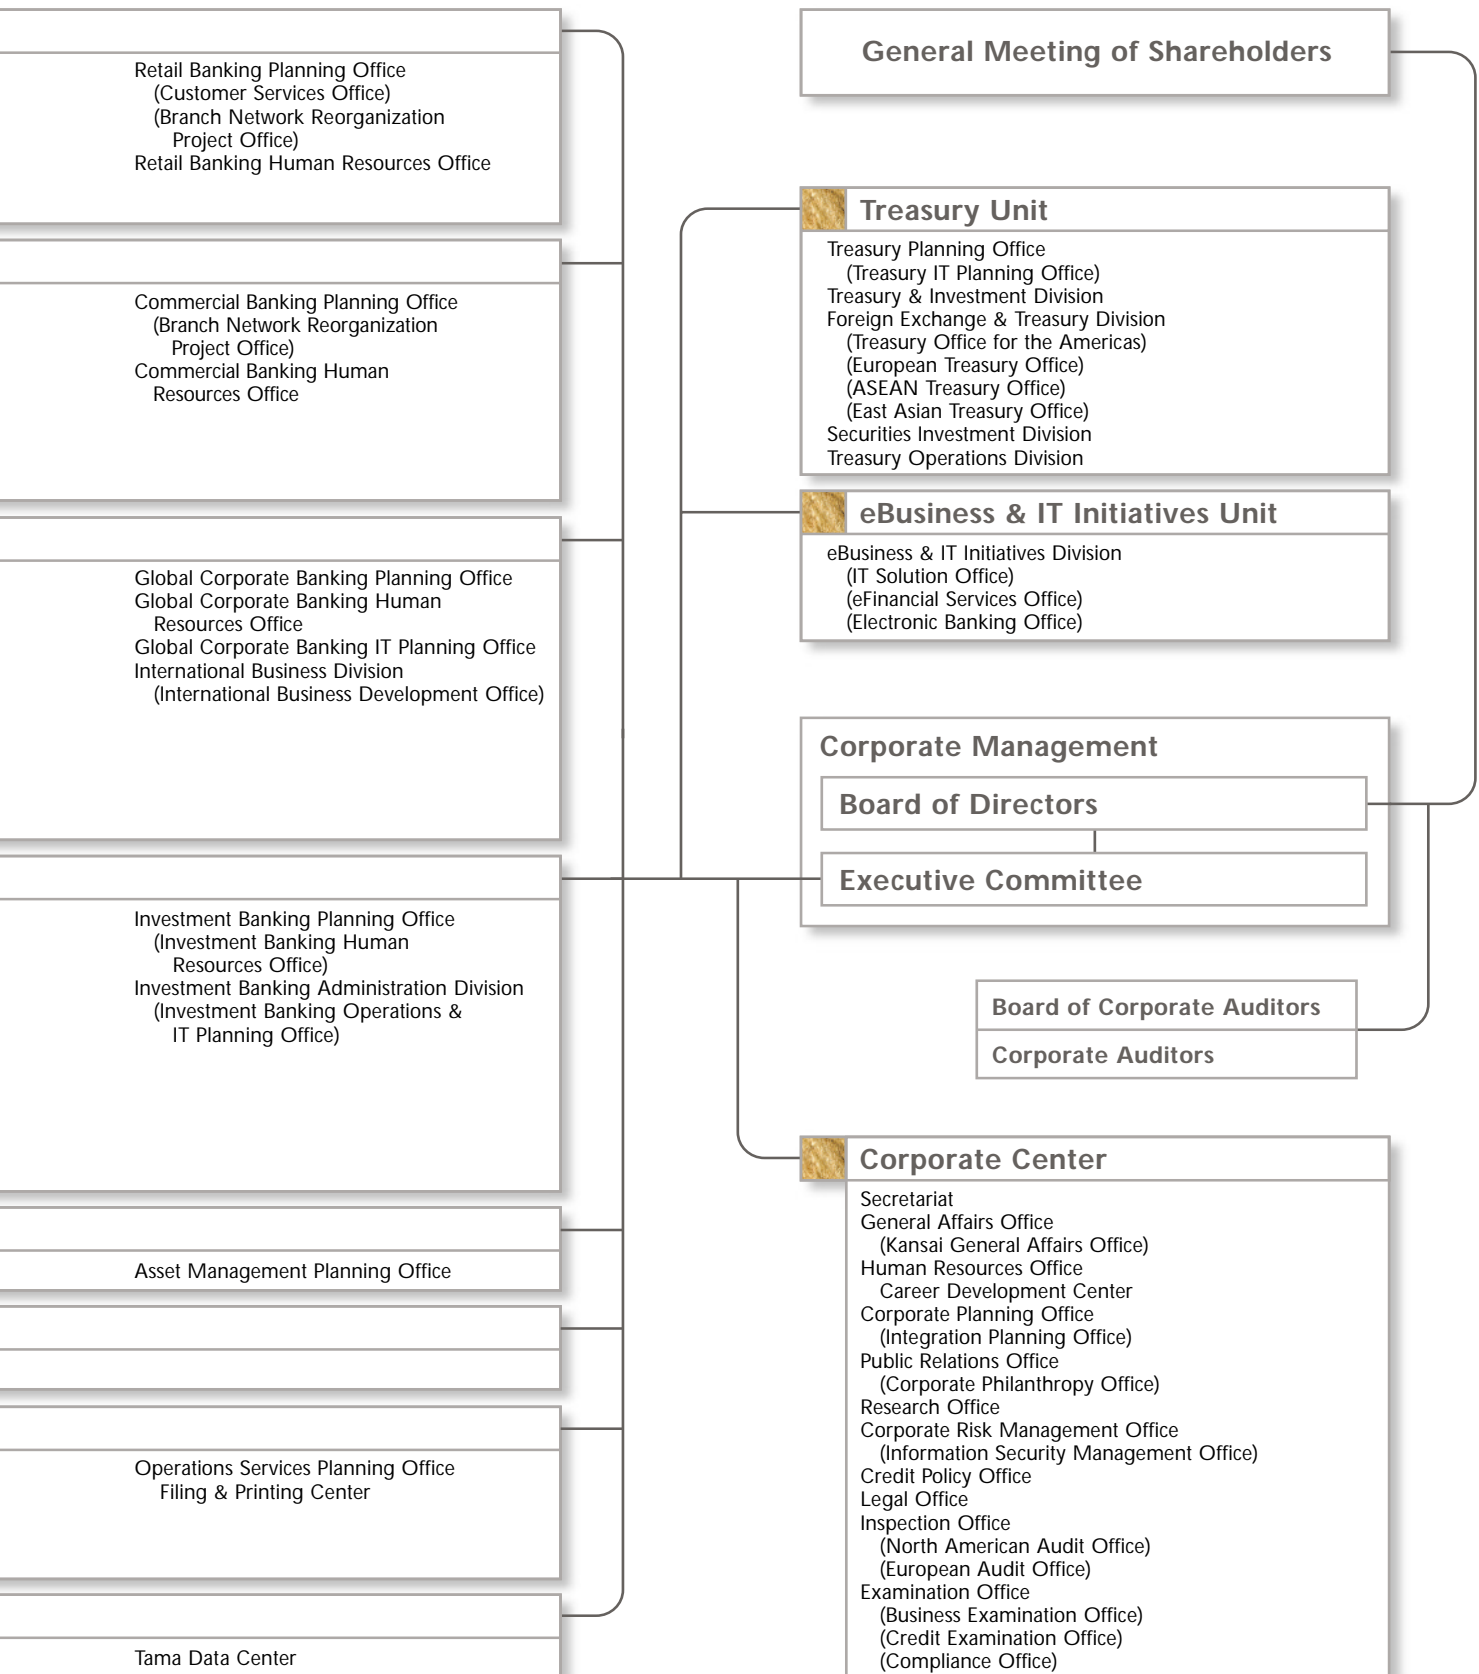 Retail Banking Planning Office
(Customer Services Office)
(Branch Network Reorganization
Project Office)
Retail Banking Human Resources Office
Commercial Banking Planning Office
(Branch Network Reorganization
Project Office)
Commercial Banking Human
Resources Office
Global Corporate Banking Planning Office
Global Corporate Banking Human
Resources Office
Global Corporate Banking IT Planning Office
International Business Division
(International Business Development Office)
Investment Banking Planning Office
(Investment Banking Human
Resources Office)
Investment Banking Administration Division
(Investment Banking Operations &
IT Planning Office)
Asset Management Planning Office
Operations Services Planning Office
Filing & Printing Center
Tama Data Center
General Meeting of Shareholders
Treasury Unit
Treasury Planning Office
(Treasury IT Planning Office)
Treasury & Investment Division
Foreign Exchange & Treasury Division
(Treasury Office for the Americas)
(European Treasury Office)
(ASEAN Treasury Office)
(East Asian Treasury Office)
Securities Investment Division
Treasury Operations Division
eBusiness & IT Initiatives Unit
eBusiness & IT Initiatives Division
(IT Solution Office)
(eFinancial Services Office)
(Electronic Banking Office)
Corporate Management
Board of Directors
Executive Committee
Board of Corporate Auditors
Corporate Auditors
Corporate Center
Secretariat
General Affairs Office
(Kansai General Affairs Office)
Human Resources Office
Career Development Center
Corporate Planning Office
(Integration Planning Office)
Public Relations Office
(Corporate Philanthropy Office)
Research Office
Corporate Risk Management Office
(Information Security Management Office)
Credit Policy Office
Legal Office
Inspection Office
(North American Audit Office)
(European Audit Office)
Examination Office
(Business Examination Office)
(Credit Examination Office)
(Compliance Office)